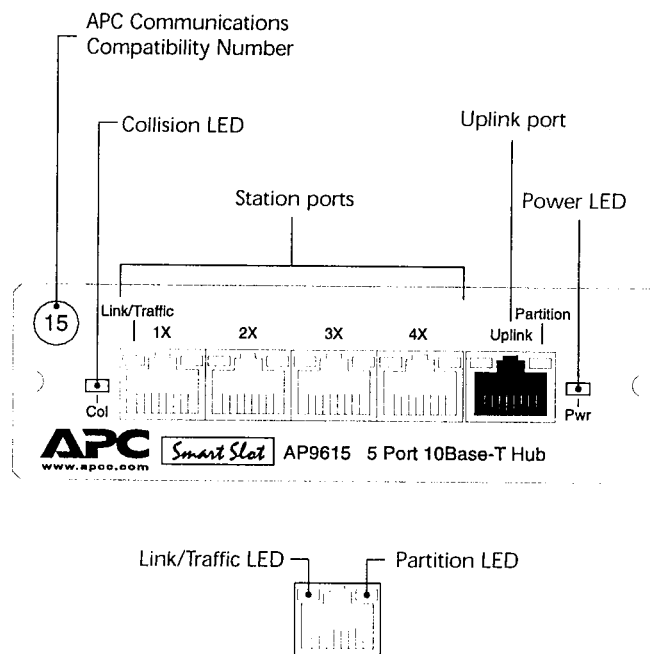 APC Communications
Compatibility Number
Collision LED
Uplink port
Station ports
Power LED
15
Link/Traffic
Partition
1X 2X 3X 4X Uplink
Col
Pwr
APC
www.apcc.com
Smart Slot AP9615 5 Port 10Base-T Hub
Link/Traffic LED
Partition LED